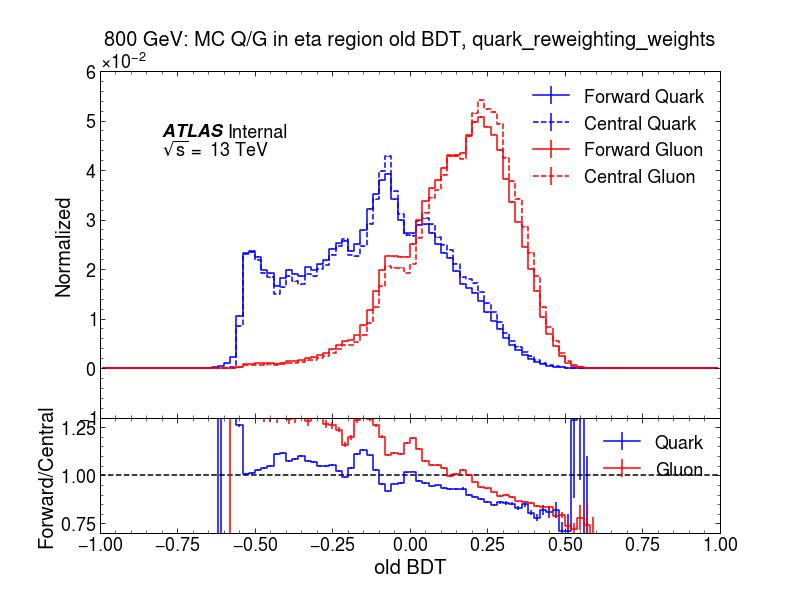 800 GeV: MC Q/G in eta region old BDT, quark_reweighting_weights
×10⁻²
6
5
4
3
2
1
0
−1
Normalized
ATLAS Internal
√s = 13 TeV
Forward Quark
Central Quark
Forward Gluon
Central Gluon
1.25
1.00
0.75
Forward/Central
Quark
Gluon
−1.00 −0.75 −0.50 −0.25 0.00 0.25 0.50 0.75 1.00
old BDT